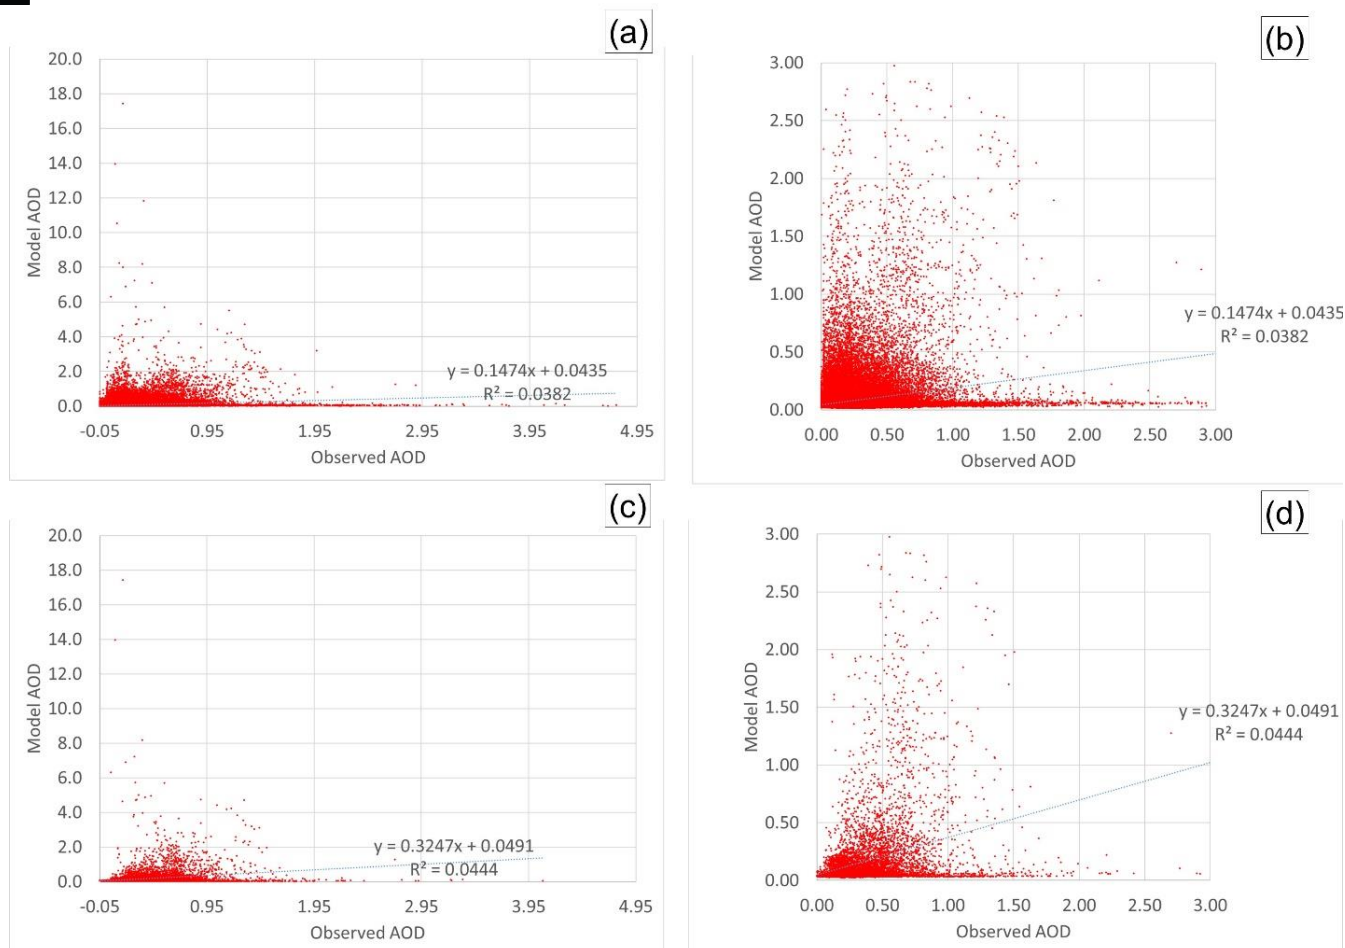 (a)
20.0
18.0
16.0
14.0
12.0
10.0
8.0
6.0
4.0
2.0
0.0
Model AOD
y = 0.1474x + 0.0435
R² = 0.0382
-0.05 0.95 1.95 2.95 3.95 4.95
Observed AOD
(b)
3.00
2.50
2.00
1.50
1.00
0.50
0.00
Model AOD
y = 0.1474x + 0.0435
R² = 0.0382
0.00 0.50 1.00 1.50 2.00 2.50 3.00
Observed AOD
(c)
20.0
18.0
16.0
14.0
12.0
10.0
8.0
6.0
4.0
2.0
0.0
Model AOD
y = 0.3247x + 0.0491
R² = 0.0444
-0.05 0.95 1.95 2.95 3.95 4.95
Observed AOD
(d)
3.00
2.50
2.00
1.50
1.00
0.50
0.00
Model AOD
y = 0.3247x + 0.0491
R² = 0.0444
0.00 0.50 1.00 1.50 2.00 2.50 3.00
Observed AOD